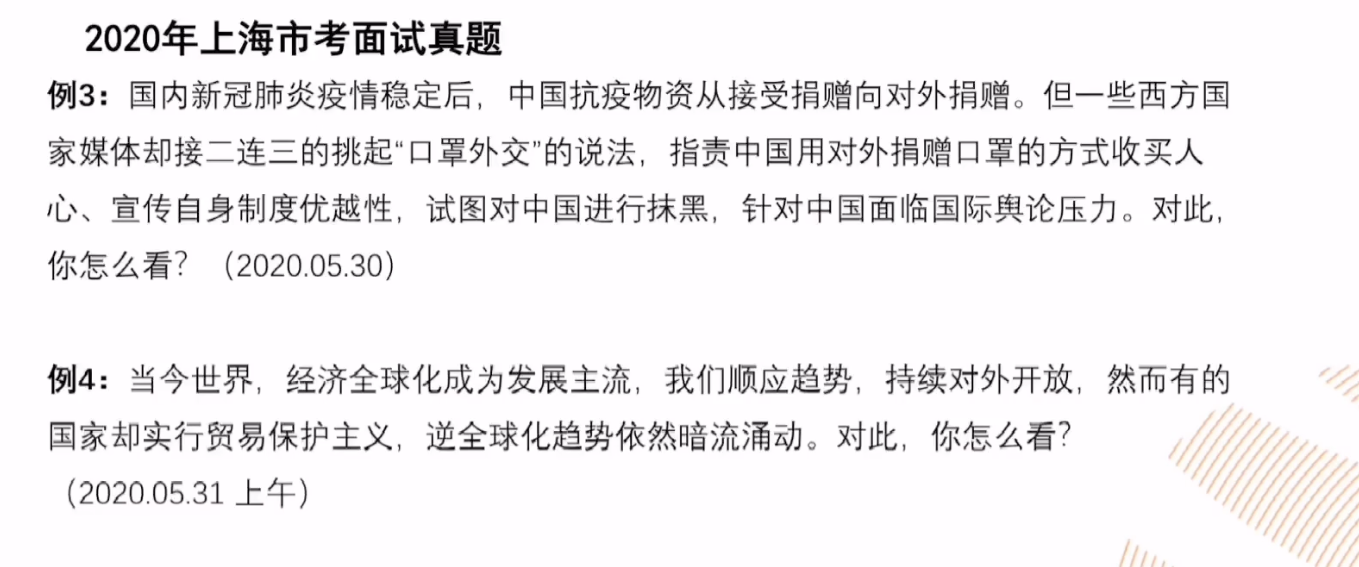 2020年上海市考面试真题
例3：国内新冠肺炎疫情稳定后，中国抗疫物资从接受捐赠向对外捐赠。但一些西方国
家媒体却接二连三的挑起“口罩外交”的说法，指责中国用对外捐赠口罩的方式收买人
心、宣传自身制度优越性，试图对中国进行抹黑，针对中国面临国际舆论压力。对此，
你怎么看？（2020.05.30）
例4：当今世界，经济全球化成为发展主流，我们顺应趋势，持续对外开放，然而有的
国家却实行贸易保护主义，逆全球化趋势依然暗流涌动。对此，你怎么看？
（2020.05.31 上午）